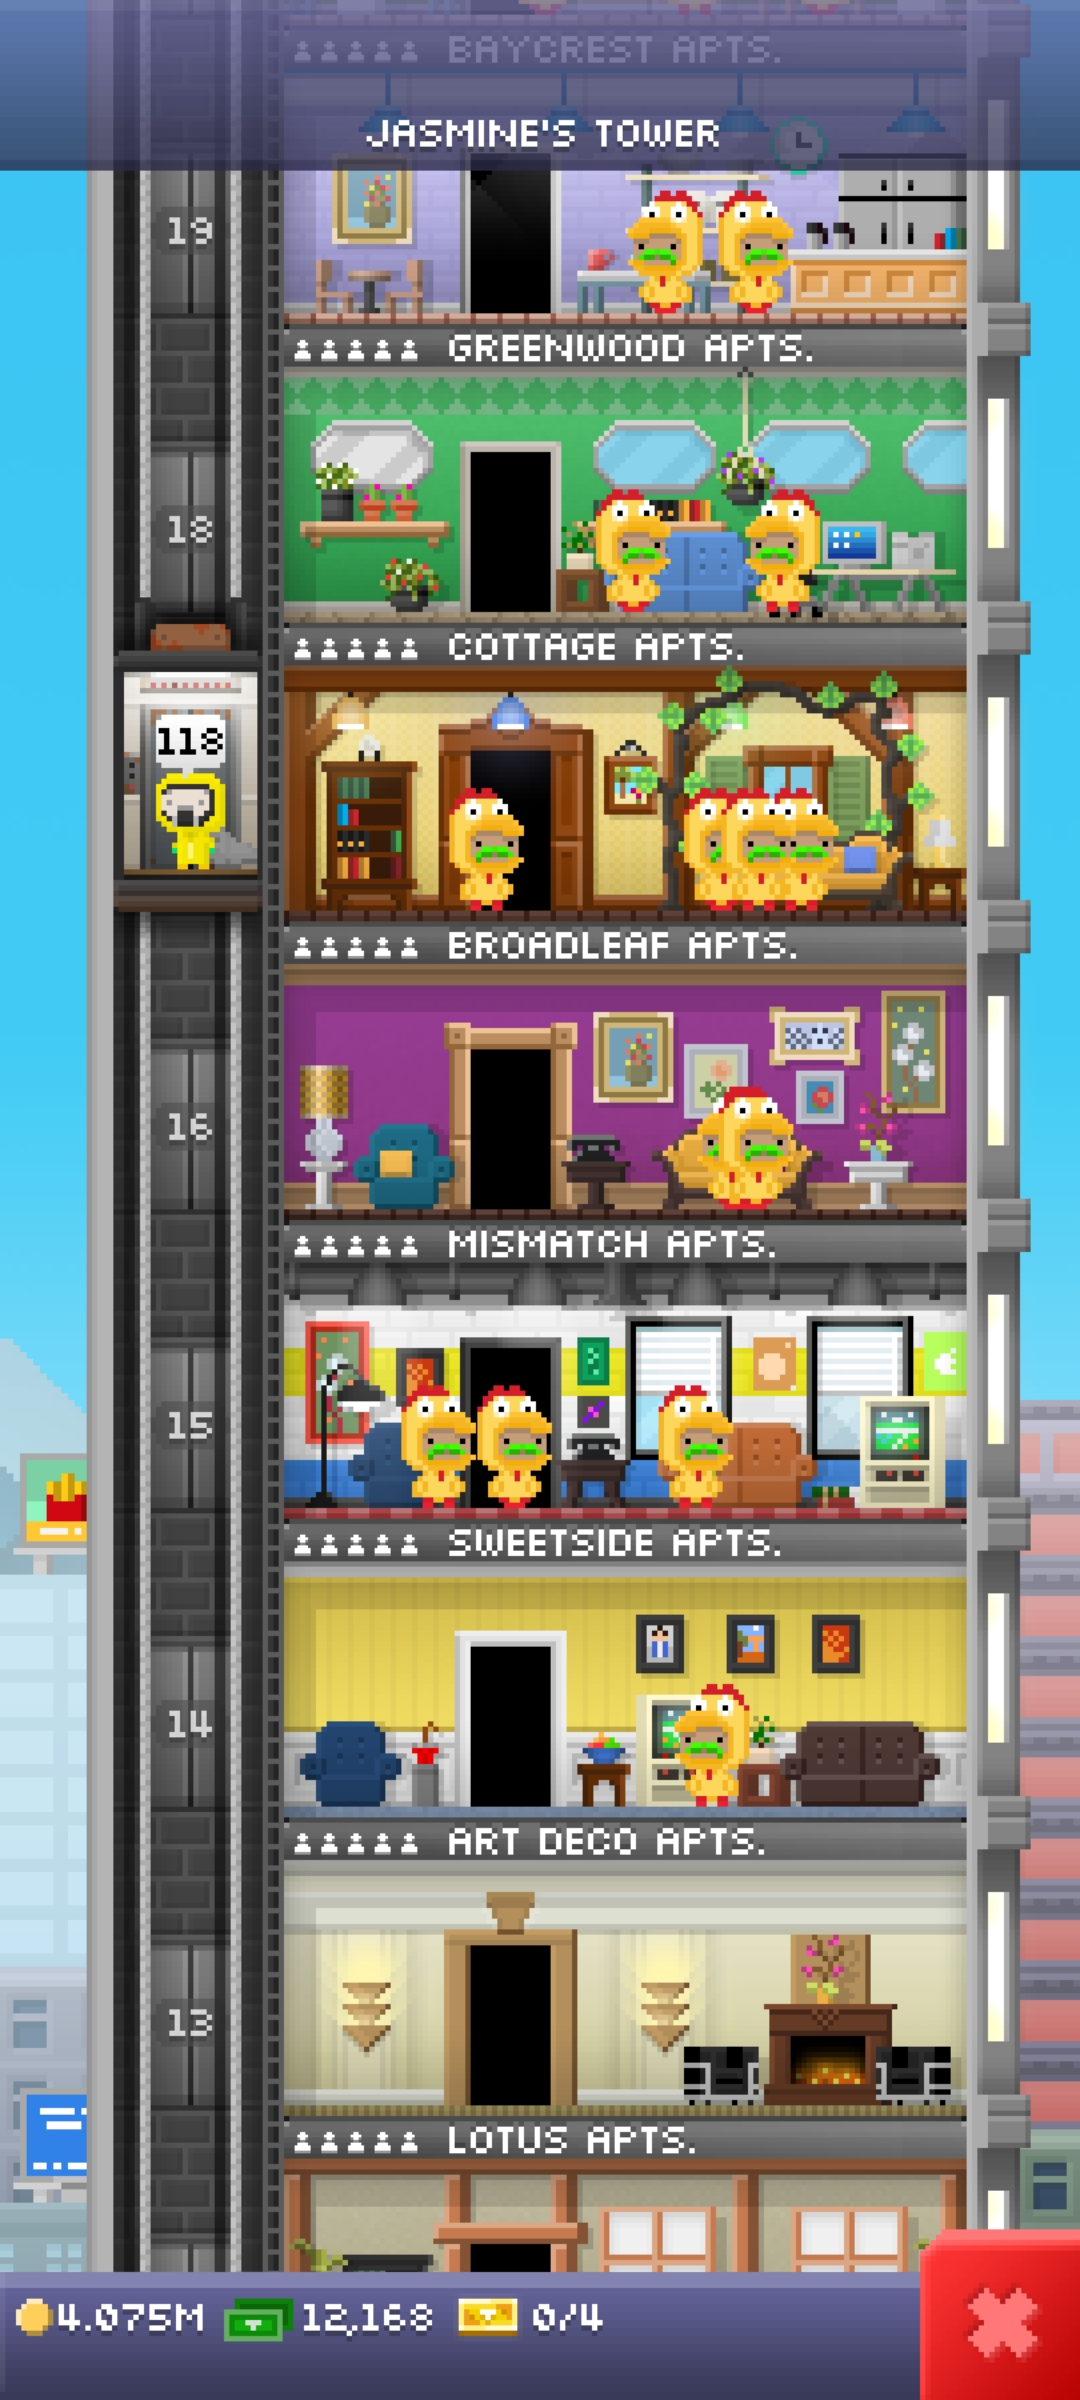 BAYCREST APTS.
JASMINE'S TOWER
19
GREENWOOD APTS.
18
COTTAGE APTS.
118
BROADLEAF APTS.
16
MISMATCH APTS.
15
SWEETSIDE APTS.
14
ART DECO APTS.
13
LOTUS APTS.
4.075M 12,168 0/4